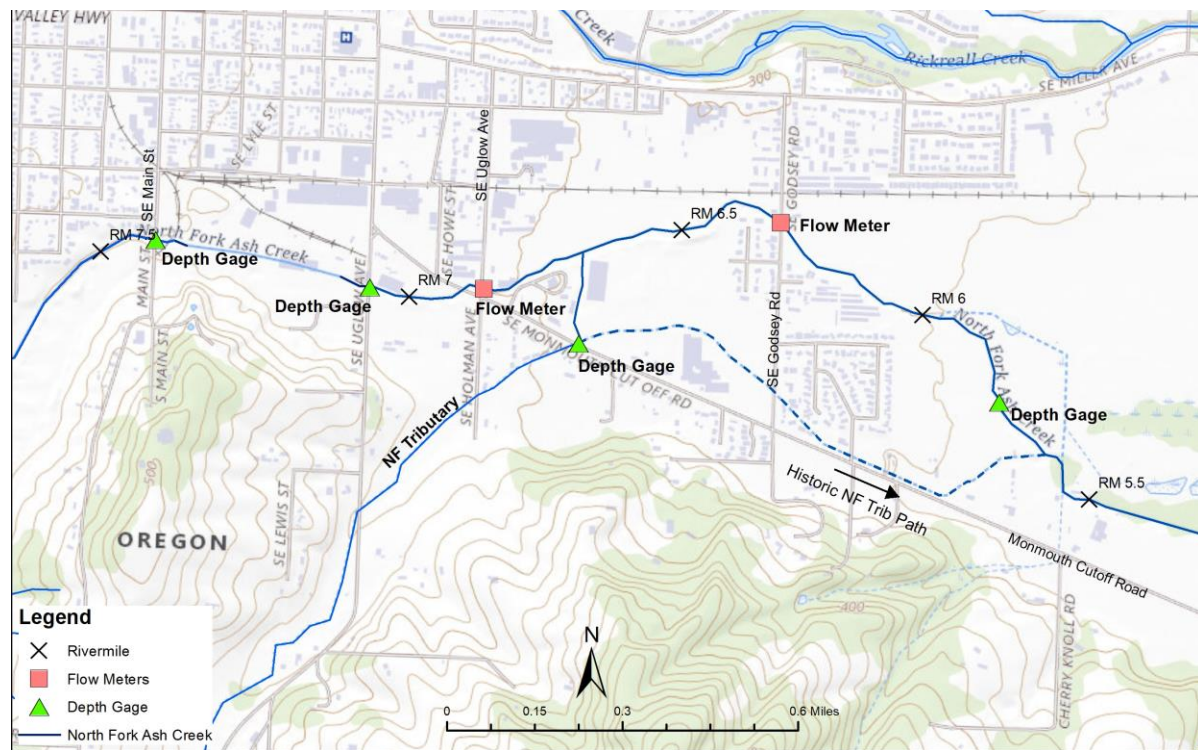 VALLEY HWY
Creek
Rickreall Creek
SE MILLER AVE
300
SE LYLE ST
SE Main St
SE Uglow Ave
SE GODSEY RD
RM 7.5
North Fork Ash Creek
Depth Gage
MAIN ST
SE HOWE ST
RM 6.5
Flow Meter
Depth Gage
SE UGLOW AVE
RM 7
Flow Meter
RM 6
SE MONMOUTH CUT OFF RD
SE HOLMAN AVE
S MAIN ST
Depth Gage
SE Godsey Rd
North Fork Ash Creek
Depth Gage
NF Tributary
500
SE LEWIS ST
Historic NF Trib Path
RM 5.5
OREGON
Monmouth Cutoff Road
400
CHERRY KNOLL RD
Legend
Rivermile
Flow Meters
Depth Gage
North Fork Ash Creek
N
0 0.15 0.3 0.6 Miles